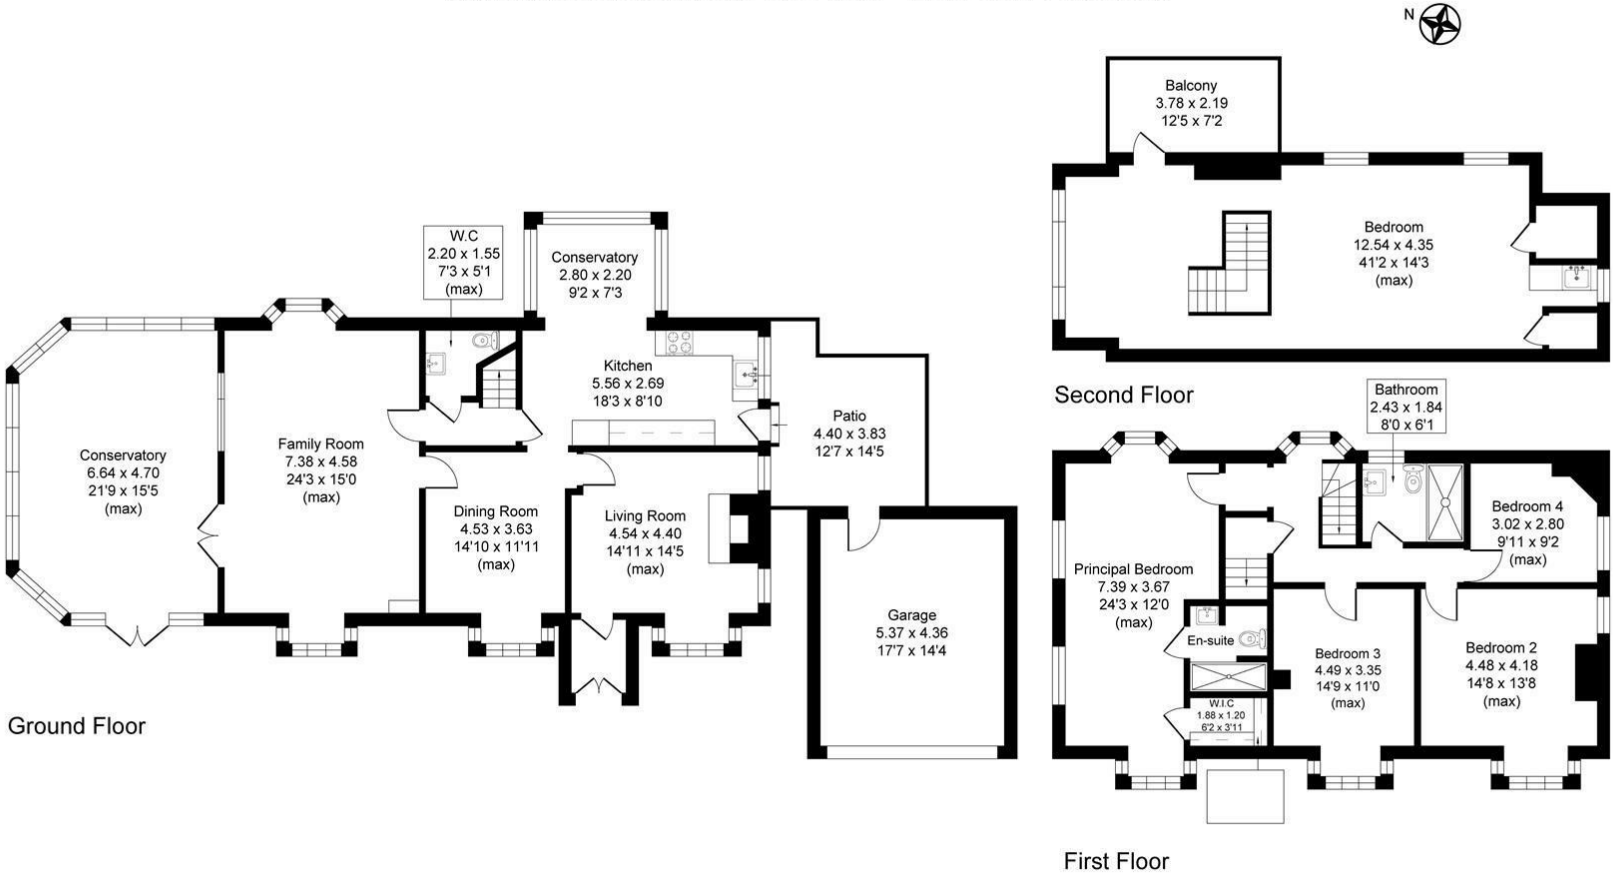 N
Balcony
3.78 x 2.19
12'5 x 7'2
Bedroom
12.54 x 4.35
41'2 x 14'3
(max)
Second Floor
W.C
2.20 x 1.55
7'3 x 5'1
(max)
Conservatory
2.80 x 2.20
9'2 x 7'3
Kitchen
5.56 x 2.69
18'3 x 8'10
Patio
4.40 x 3.83
12'7 x 14'5
Conservatory
6.64 x 4.70
21'9 x 15'5
(max)
Family Room
7.38 x 4.58
24'3 x 15'0
(max)
Dining Room
4.53 x 3.63
14'10 x 11'11
(max)
Living Room
4.54 x 4.40
14'11 x 14'5
(max)
Garage
5.37 x 4.36
17'7 x 14'4
Ground Floor
Bathroom
2.43 x 1.84
8'0 x 6'1
Bedroom 4
3.02 x 2.80
9'11 x 9'2
(max)
Principal Bedroom
7.39 x 3.67
24'3 x 12'0
(max)
En-suite
W.I.C
1.88 x 1.20
6'2 x 3'11
Bedroom 3
4.49 x 3.35
14'9 x 11'0
(max)
Bedroom 2
4.48 x 4.18
14'8 x 13'8
(max)
First Floor